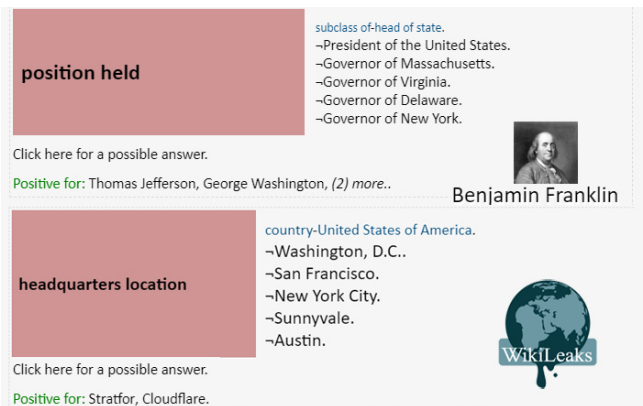 position held
subclass of-head of state.
¬President of the United States.
¬Governor of Massachusetts.
¬Governor of Virginia.
¬Governor of Delaware.
¬Governor of New York.
Click here for a possible answer.
Positive for: Thomas Jefferson, George Washington, (2) more..
Benjamin Franklin
headquarters location
country-United States of America.
¬Washington, D.C..
¬San Francisco.
¬New York City.
¬Sunnyvale.
¬Austin.
WikiLeaks
Click here for a possible answer.
Positive for: Stratfor, Cloudflare.